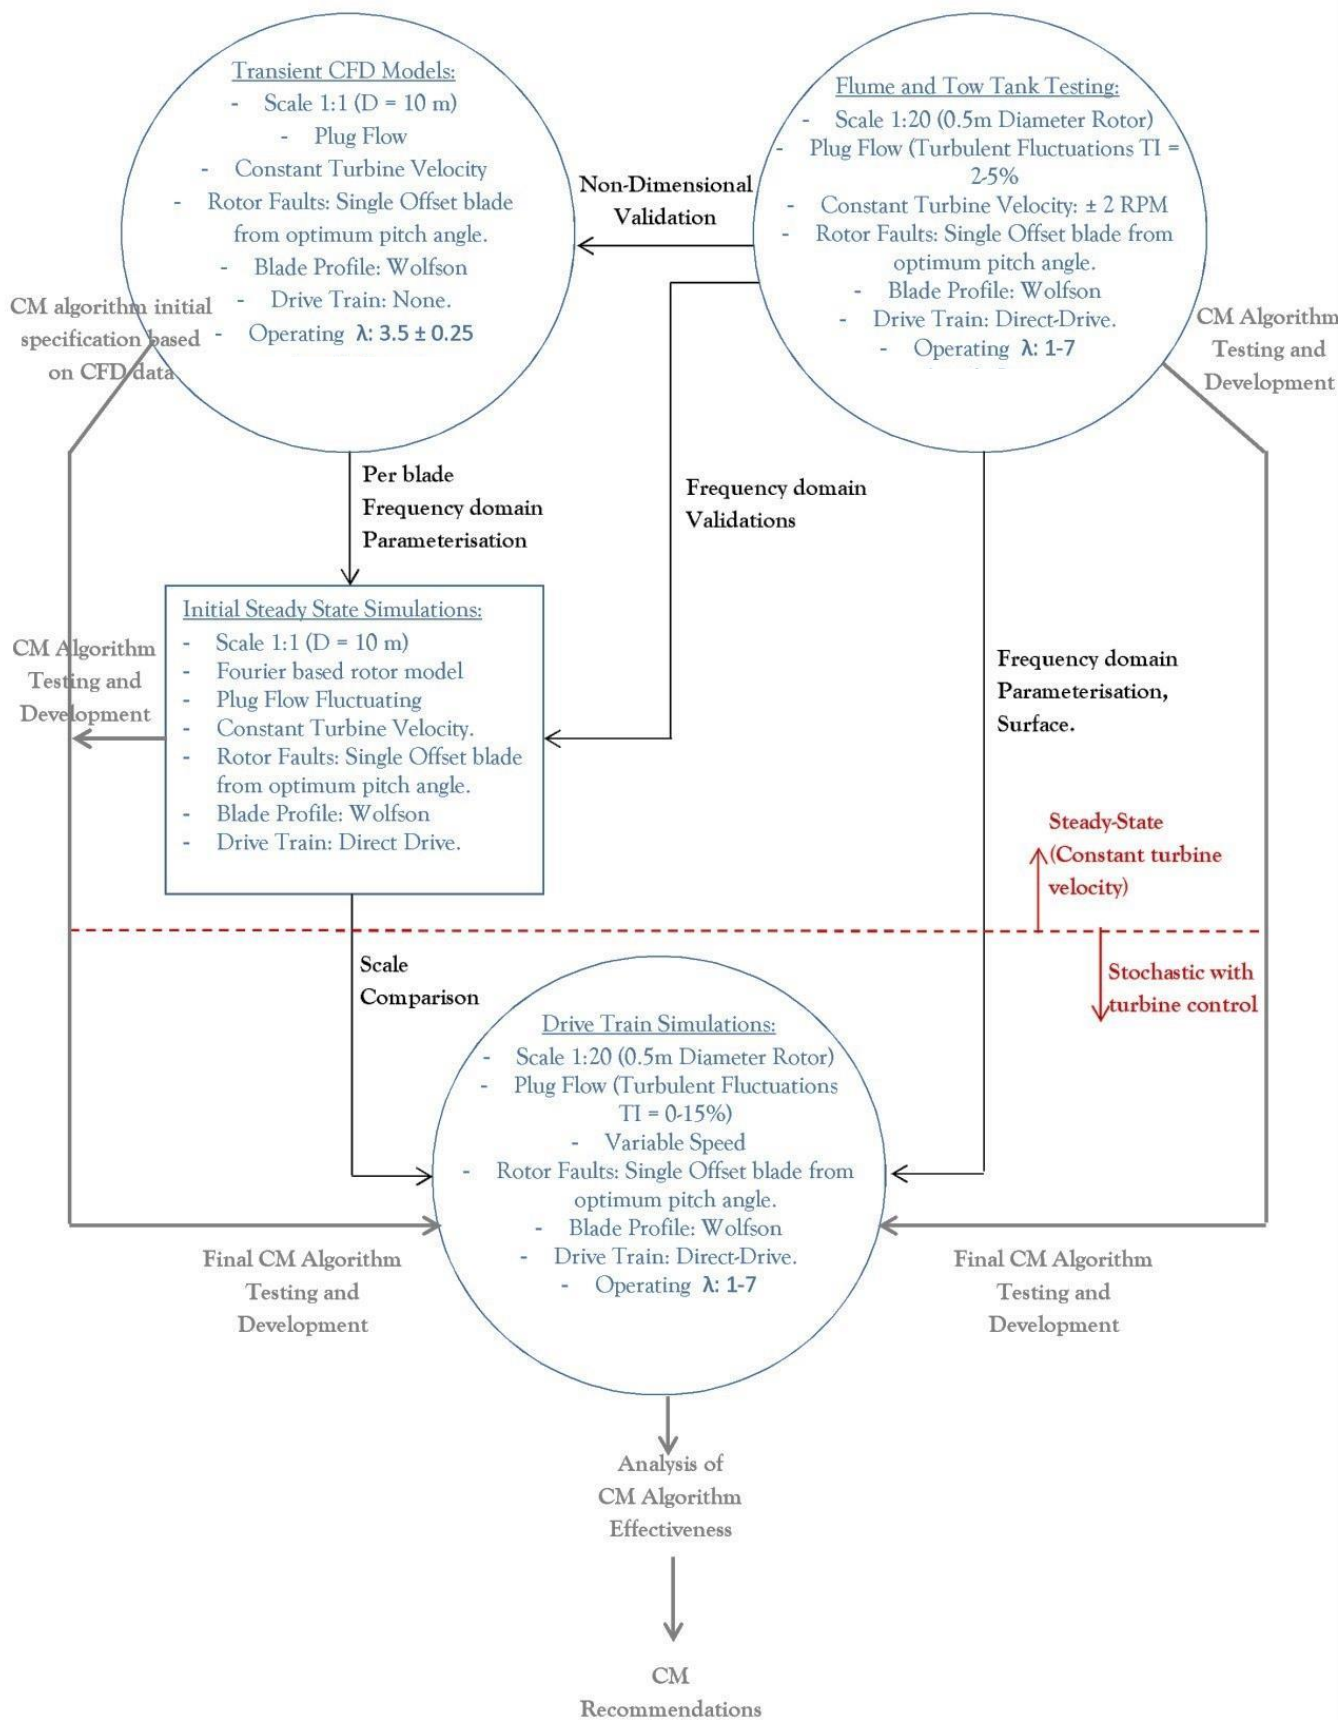 Transient CFD Models:
- Scale 1:1 (D = 10 m)
- Plug Flow
- Constant Turbine Velocity
- Rotor Faults: Single Offset blade
from optimum pitch angle.
- Blade Profile: Wolfson
- Drive Train: None.
- Operating λ: 3.5 ± 0.25
Non-Dimensional
Validation
Flume and Tow Tank Testing:
- Scale 1:20 (0.5m Diameter Rotor)
- Plug Flow (Turbulent Fluctuations TI =
2-5%
- Constant Turbine Velocity: ± 2 RPM
- Rotor Faults: Single Offset blade from
optimum pitch angle.
- Blade Profile: Wolfson
- Drive Train: Direct-Drive.
- Operating λ: 1-7
CM algorithm initial
specification based
on CFD data
CM Algorithm
Testing and
Development
Per blade
Frequency domain
Parameterisation
Frequency domain
Validations
Initial Steady State Simulations:
- Scale 1:1 (D = 10 m)
- Fourier based rotor model
- Plug Flow Fluctuating
- Constant Turbine Velocity.
- Rotor Faults: Single Offset blade
from optimum pitch angle.
- Blade Profile: Wolfson
- Drive Train: Direct Drive.
CM Algorithm
Testing and
Development
Frequency domain
Parameterisation,
Surface.
Steady-State
(Constant turbine
velocity)
Stochastic with
turbine control
Scale
Comparison
Drive Train Simulations:
- Scale 1:20 (0.5m Diameter Rotor)
- Plug Flow (Turbulent Fluctuations
TI = 0-15%)
- Variable Speed
- Rotor Faults: Single Offset blade from
optimum pitch angle.
- Blade Profile: Wolfson
- Drive Train: Direct-Drive.
- Operating λ: 1-7
Final CM Algorithm
Testing and
Development
Final CM Algorithm
Testing and
Development
Analysis of
CM Algorithm
Effectiveness
CM
Recommendations